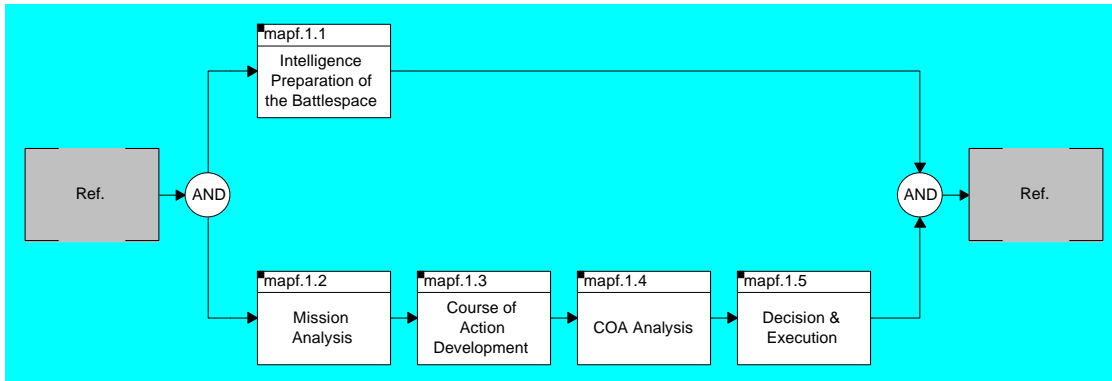 mapf.1.1
Intelligence
Preparation of
the Battlespace
Ref.
AND
AND
Ref.
mapf.1.2
Mission
Analysis
mapf.1.3
Course of
Action
Development
mapf.1.4
COA Analysis
mapf.1.5
Decision &
Execution